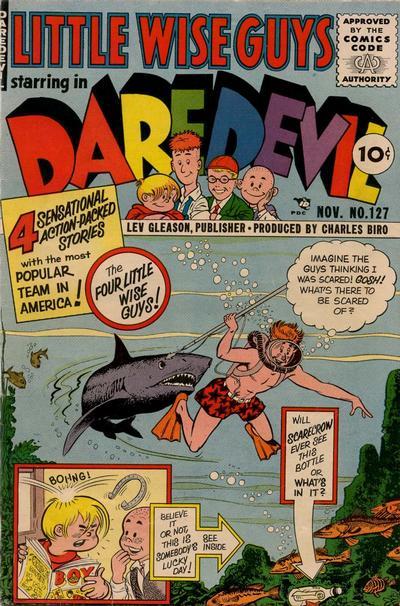 DAREDEVIL
LITTLE WISE GUYS
APPROVED
BY THE
COMICS
CODE
CA
AUTHORITY
starring in
DAREDEVIL
10¢
PDC
NOV. NO.127
LEV GLEASON, PUBLISHER • PRODUCED BY CHARLES BIRO
4 SENSATIONAL
ACTION-PACKED
STORIES
with the most
POPULAR
TEAM IN
AMERICA!
The
FOUR LITTLE
WISE
GUYS!
IMAGINE THE
GUYS THINKING I
WAS SCARED! GOSH!
WHAT'S THERE TO
BE SCARED
OF?
WILL
SCARECROW
EVER SEE
THIS
BOTTLE
OR
WHAT'S
IN IT?
BOING!
BOY
BELIEVE
IT
OR NOT,
THIS IS
SOMEBODY'S
LUCKY
DAY!
SEE
INSIDE